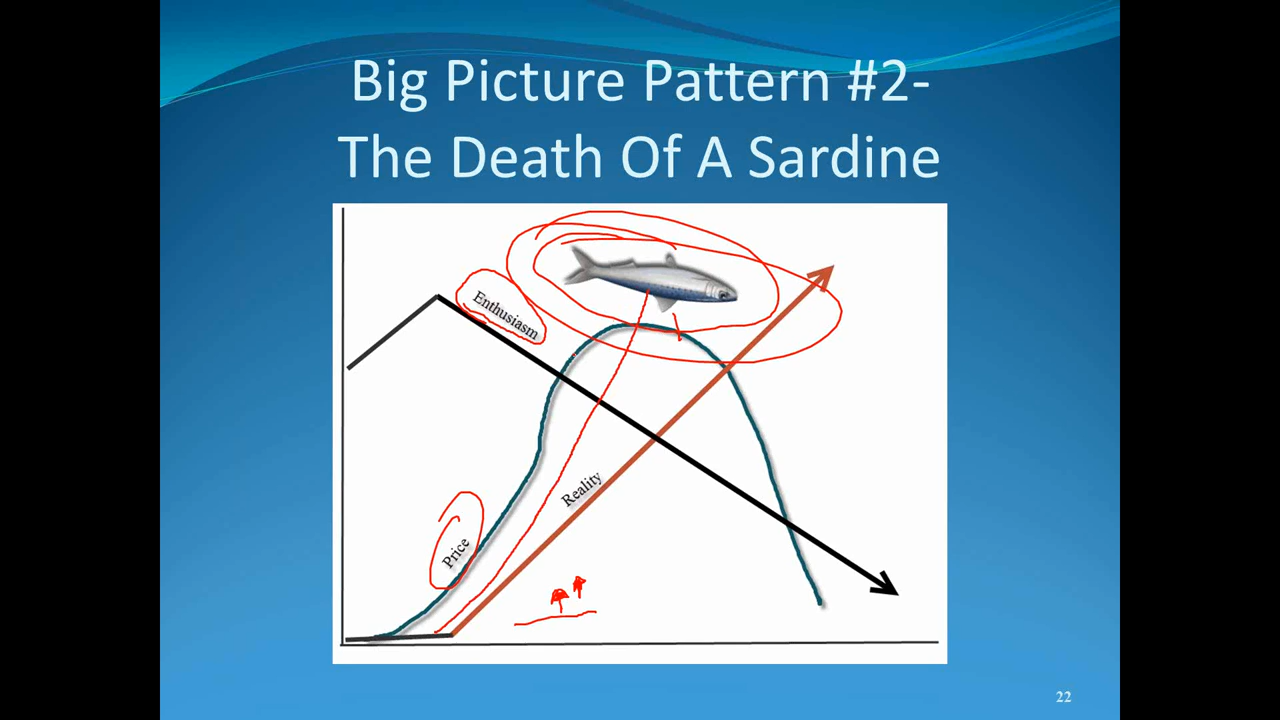 Big Picture Pattern #2-
The Death Of A Sardine
Enthusiasm
Reality
Price
22